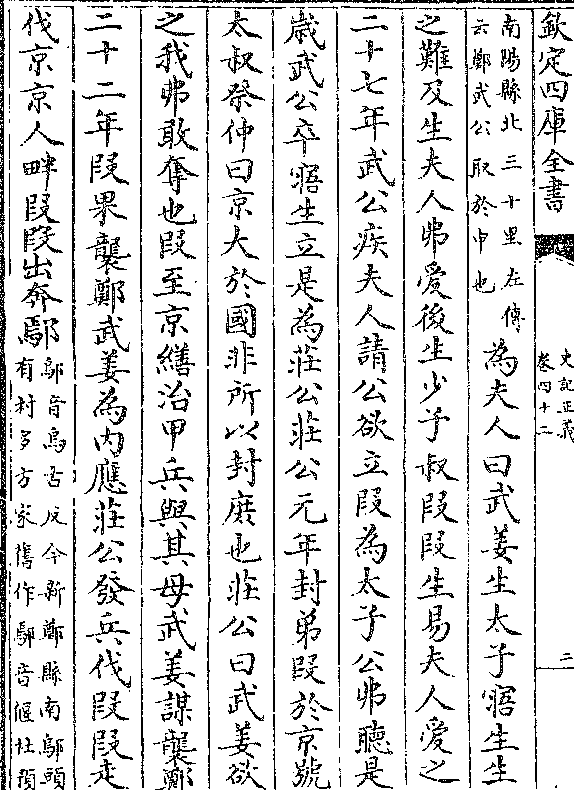 欽定四庫全書
史記正義
卷四十二
二
南陽縣北三十里左傳
云鄭武公取於申也
為夫人曰武姜生太子寤生生
之難及生夫人弗愛後生少子叔段段生易夫人愛之
二十七年武公疾夫人請公欲立段為太子公弗聽是
歲武公卒寤生立是為莊公莊公元年封弟段於京號
太叔祭仲曰京大於國非所以封庶也莊公曰武姜欲
之我弗敢奪也段至京繕治甲兵與其母武姜謀襲鄭
二十二年段果襲鄭武姜為內應莊公發兵伐段段走
伐京京人畔段段出奔鄢
鄔音烏古反今新鄭縣南鄔頭
有村多万家舊作鄢音偃杜預